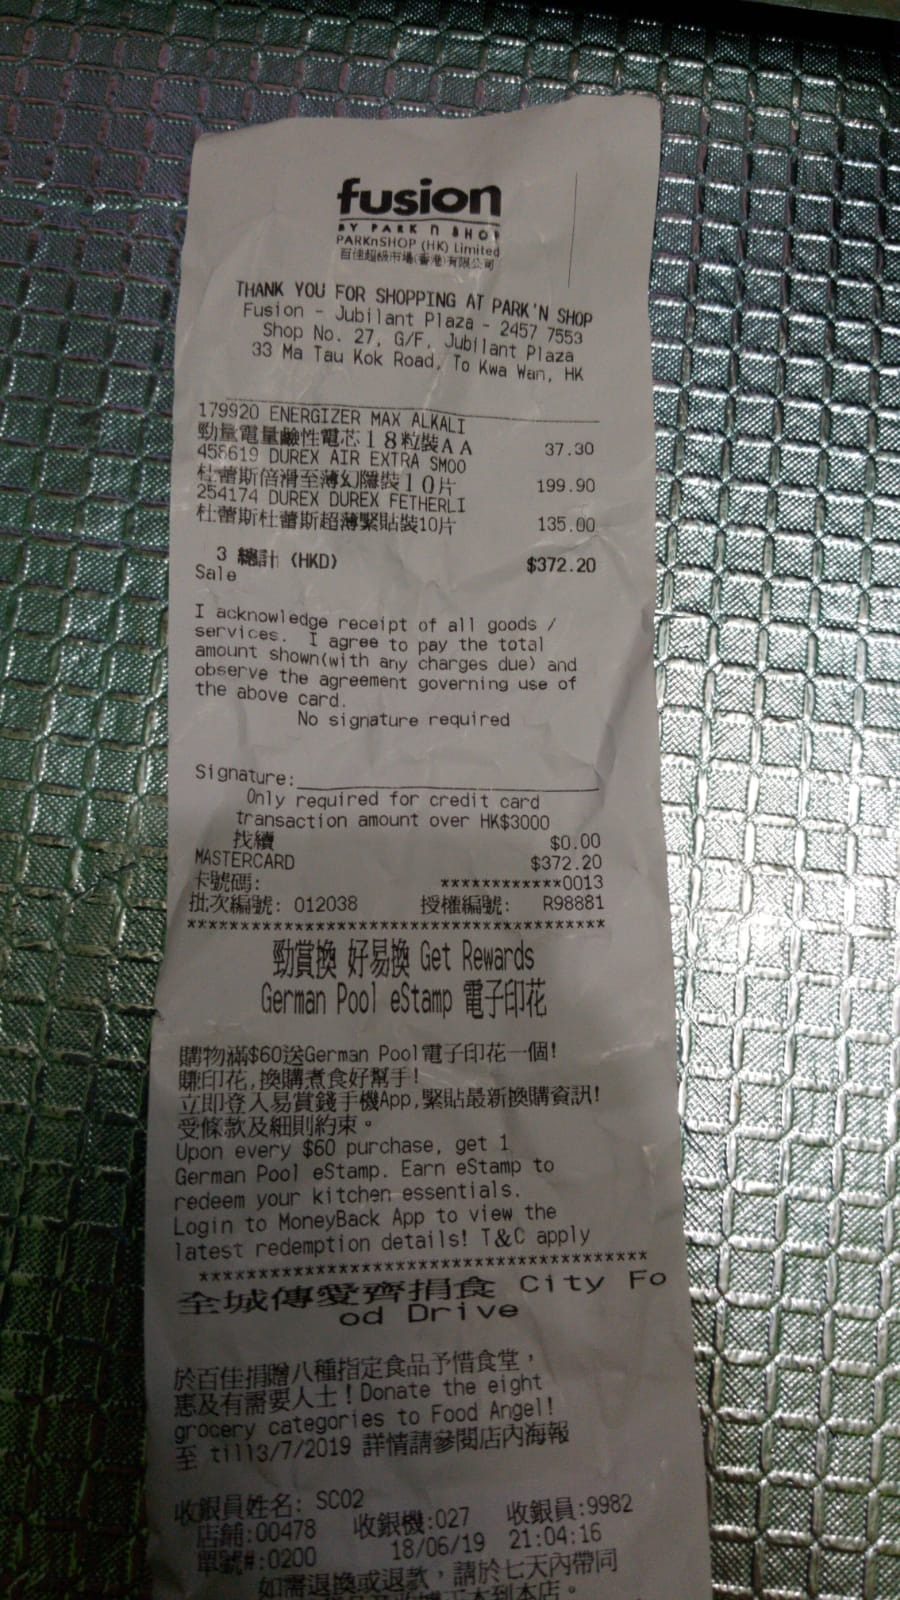 fusion
BY PARK n SHOP
PARKnSHOP (HK) Limited
百佳超級市場(香港)有限公司
THANK YOU FOR SHOPPING AT PARK'N SHOP
Fusion - Jubilant Plaza - 2457 7553
Shop No. 27, G/F, Jubilant Plaza
33 Ma Tau Kok Road, To Kwa Wan, HK
179920 ENERGIZER MAX ALKALI
勁量電量鹼性電芯18粒裝AA 37.30
458619 DUREX AIR EXTRA SMOO
杜蕾斯倍滑至薄幻隱裝10片 199.90
254174 DUREX DUREX FETHERLI
杜蕾斯杜蕾斯超薄緊貼裝10片 135.00
3 總計 (HKD) $372.20
Sale
I acknowledge receipt of all goods /
services. I agree to pay the total
amount shown(with any charges due) and
observe the agreement governing use of
the above card.
No signature required
Signature:
Only required for credit card
transaction amount over HK$3000
找續 $0.00
MASTERCARD $372.20
卡號碼: ************0013
批次編號: 012038 授權編號: R98881
***************************************
勁賞換 好易換 Get Rewards
German Pool eStamp 電子印花
購物滿$60送German Pool電子印花一個!
賺印花,換購煮食好幫手!
立即登入易賞錢手機App,緊貼最新換購資訊!
受條款及細則約束。
Upon every $60 purchase, get 1
German Pool eStamp. Earn eStamp to
redeem your kitchen essentials.
Login to MoneyBack App to view the
latest redemption details! T&C apply
***************************************
全城傳愛齊捐食 City Fo
od Drive
於百佳捐贈八種指定食品予惜食堂,
惠及有需要人士!Donate the eight
grocery categories to Food Angel!
至 till3/7/2019 詳情請參閱店內海報
收銀員姓名: SC02
店鋪:00478 收銀機:027 收銀員:9982
單號#:0200 18/06/19 21:04:16
如需退換或退款,請於七天內帶同
正本到本店。